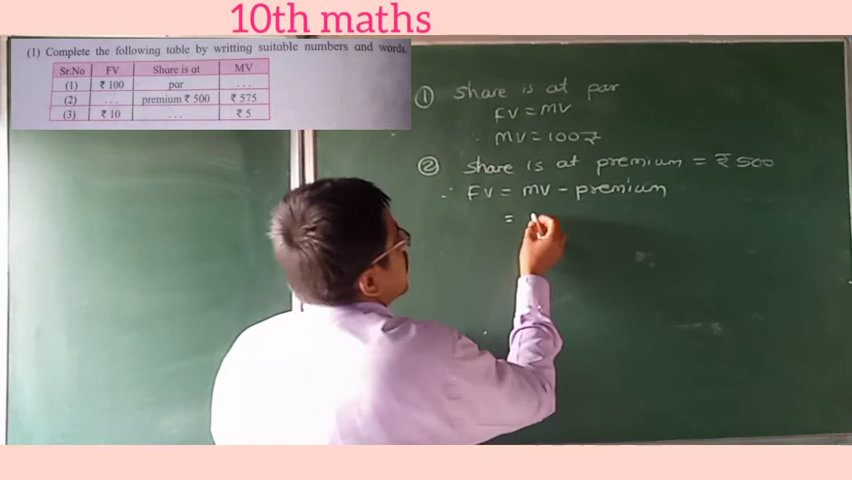 10th maths
(1) Complete the following table by writting suitable numbers and words.
Sr.No FV Share is at MV
(1) ₹ 100 par ...
(2) ... premium ₹ 500 ₹ 575
(3) ₹ 10 ... ₹ 5
① Share is at par
FV = MV
∴ MV = 100 ₹
② Share is at premium = ₹ 500
∴ FV = MV - premium
=